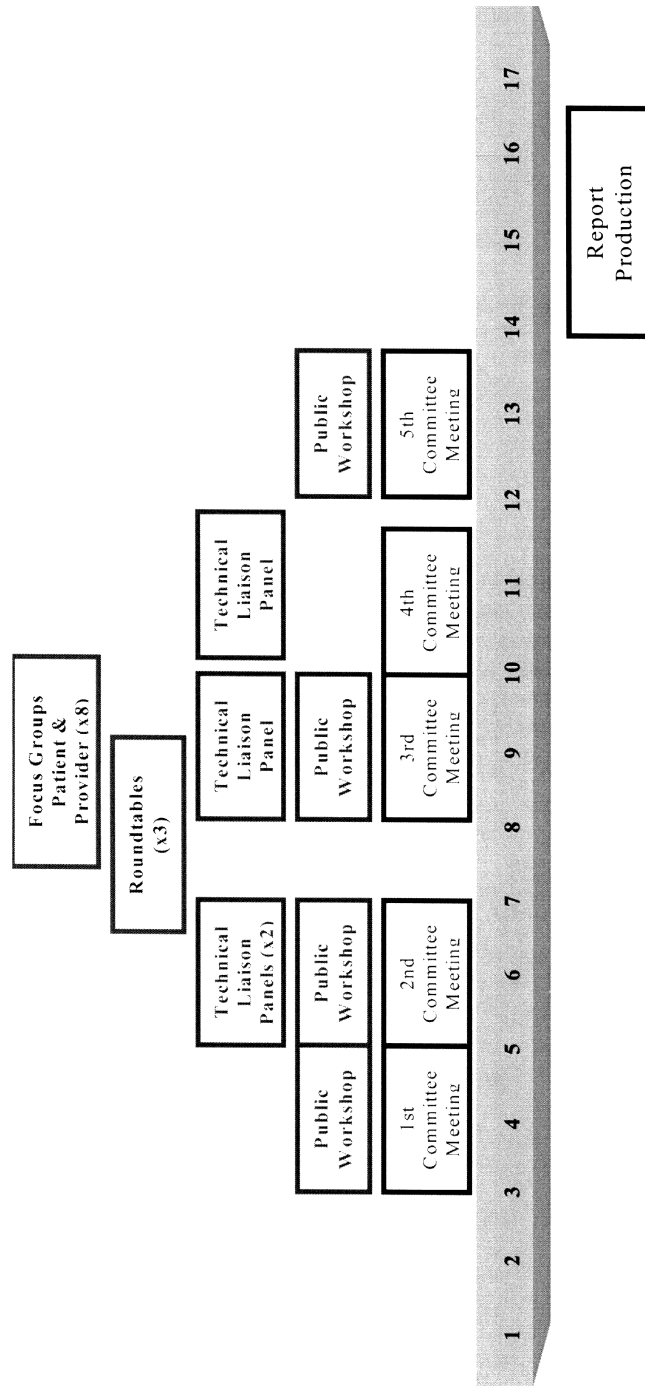 Focus Groups
Patient &
Provider (x8)
Roundtables
(x3)
Technical
Liaison
Panels (x2)
Technical
Liaison
Panel
Technical
Liaison
Panel
Public
Workshop
Public
Workshop
Public
Workshop
Public
Workshop
1st
Committee
Meeting
2nd
Committee
Meeting
3rd
Committee
Meeting
4th
Committee
Meeting
5th
Committee
Meeting
1 2 3 4 5 6 7 8 9 10 11 12 13 14 15 16 17
Report
Production